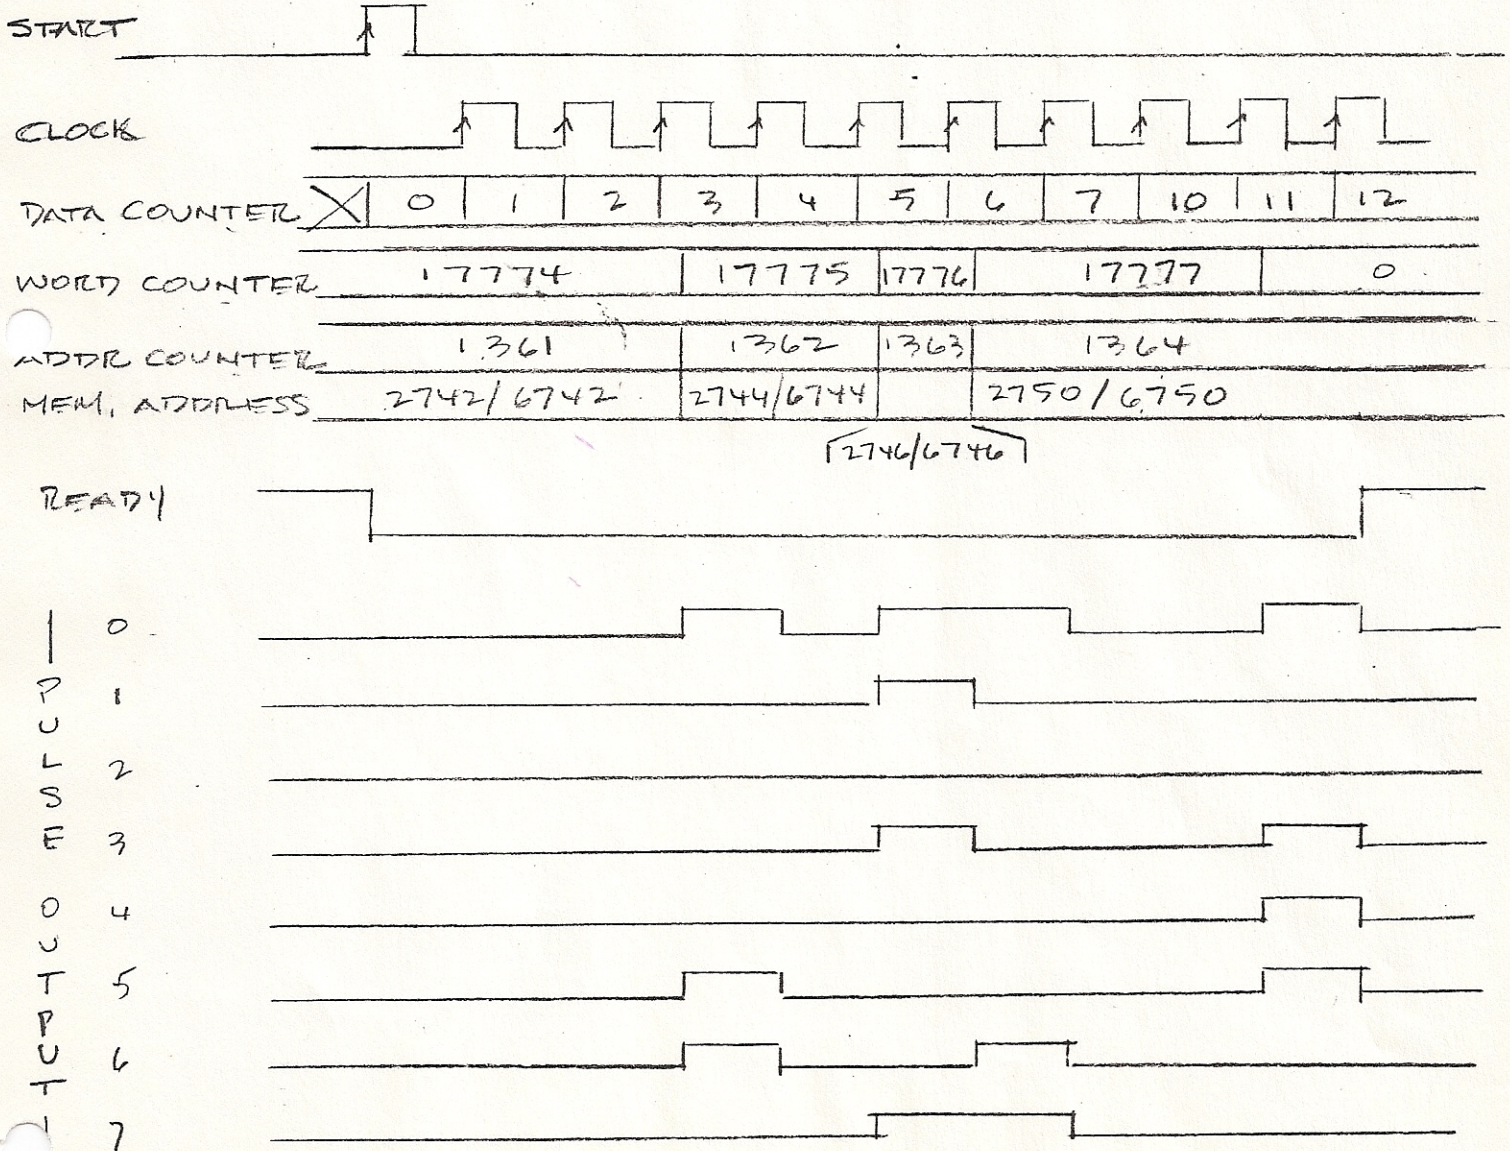 START
CLOCK
DATA COUNTER 0 1 2 3 4 5 6 7 10 11 12
WORD COUNTER 17774 17775 17776 17777 0
ADDR COUNTER 1361 1362 1363 1364
MEM. ADDRESS 2742/6742 2744/6744 2750/6750
2746/6746
READY
PULSE OUTPUT
0
1
2
3
4
5
6
7